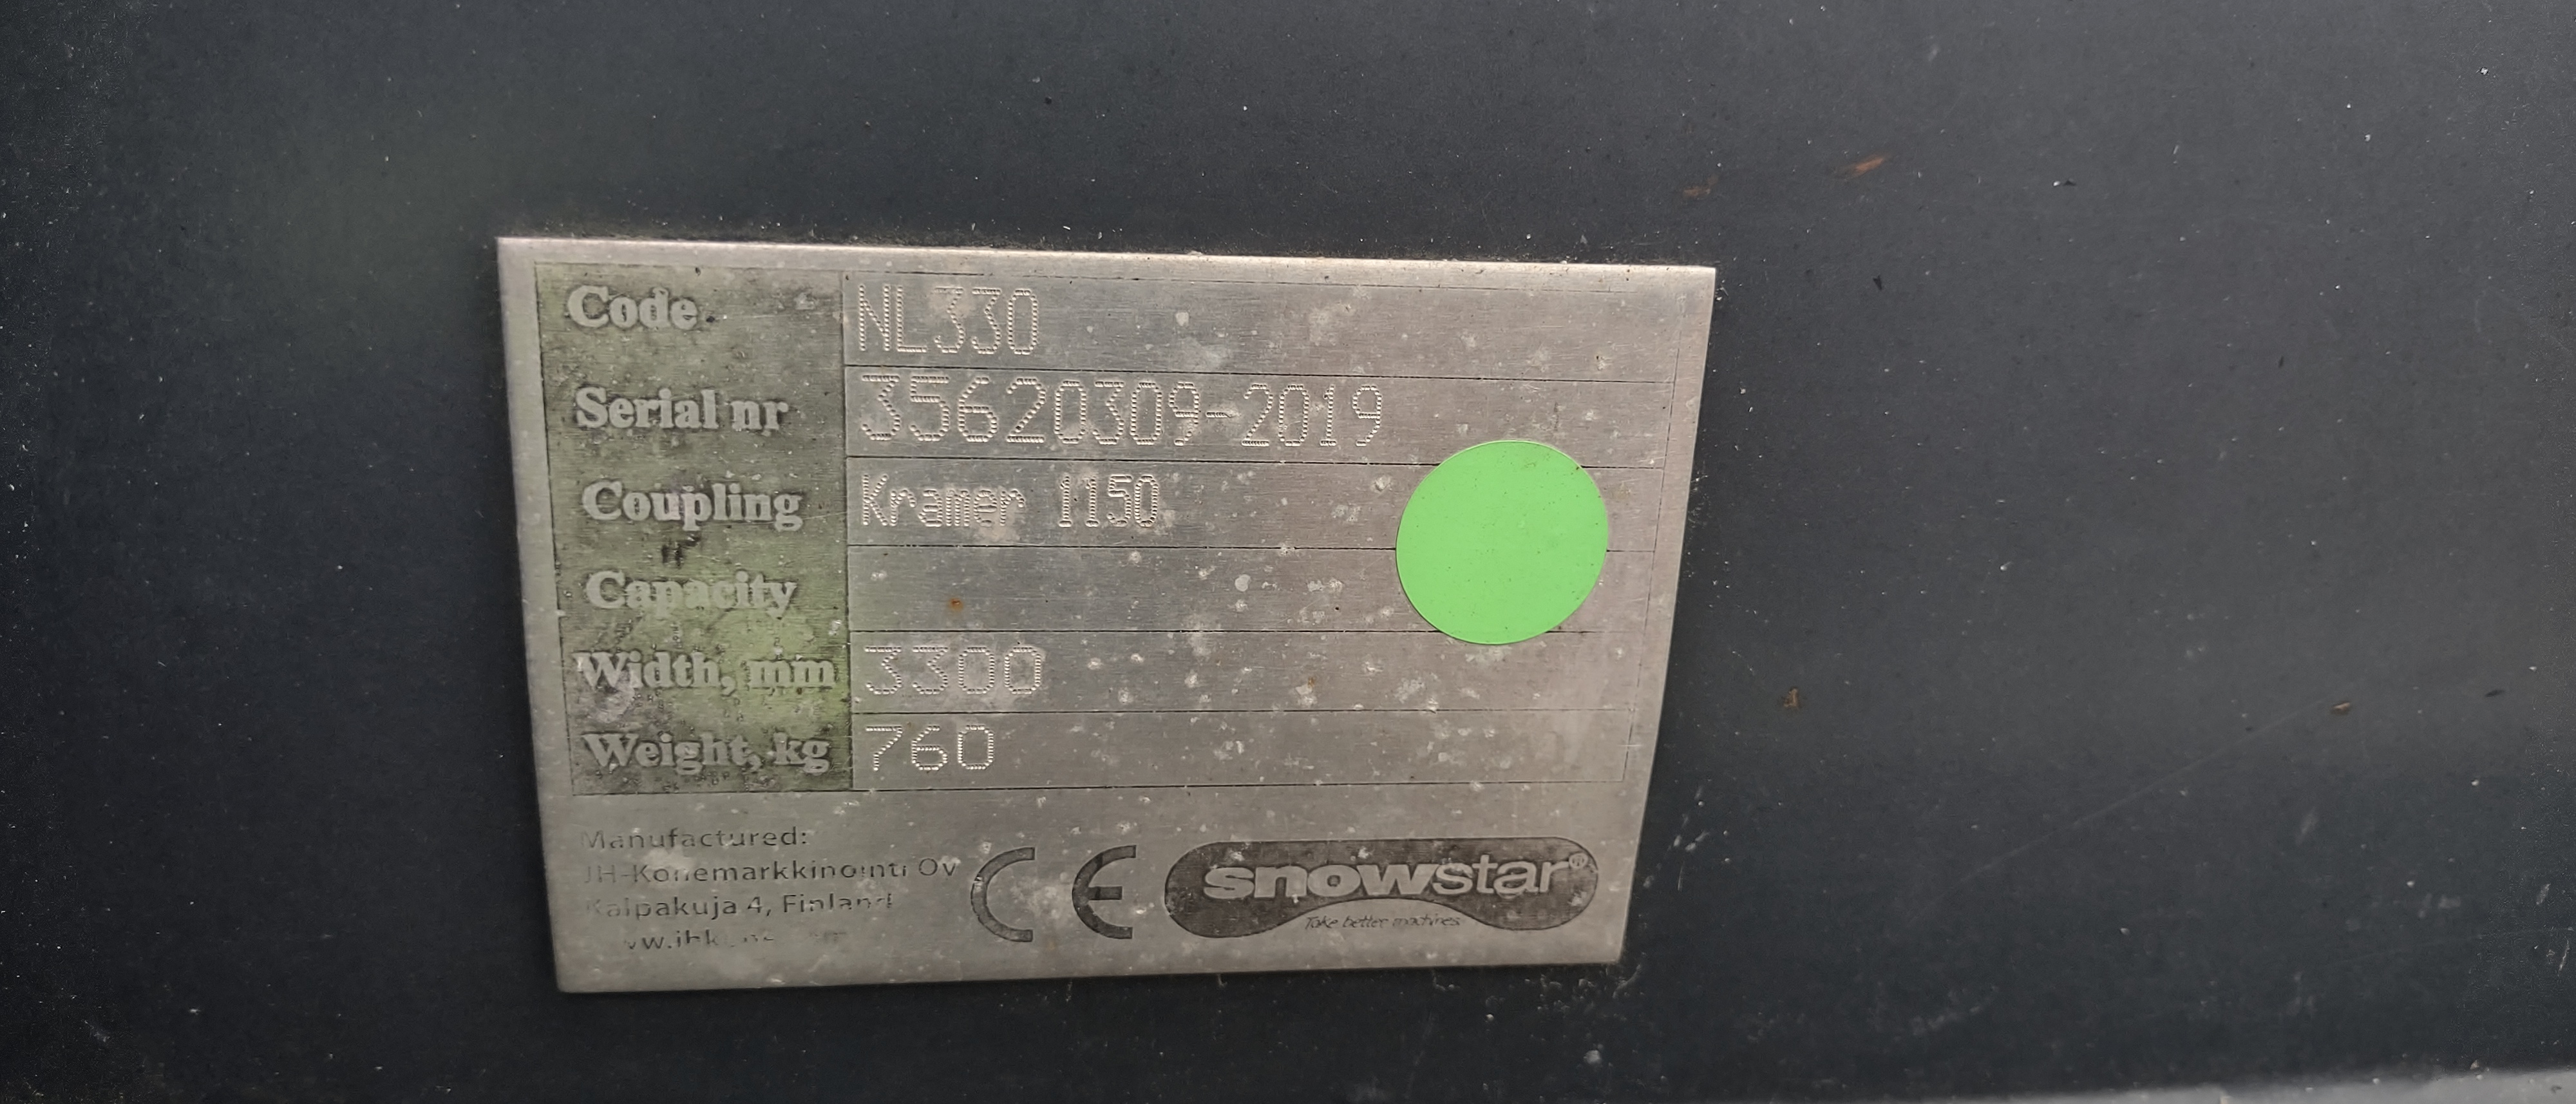 Code NL330
Serial nr 35620309-2019
Coupling Kramer 1150
Capacity
Width, mm 3300
Weight, kg 760
Manufactured:
JH-Konemarkkinointi Oy
Kaipakuja 4, Finland
CE snowstar®
Take better machines